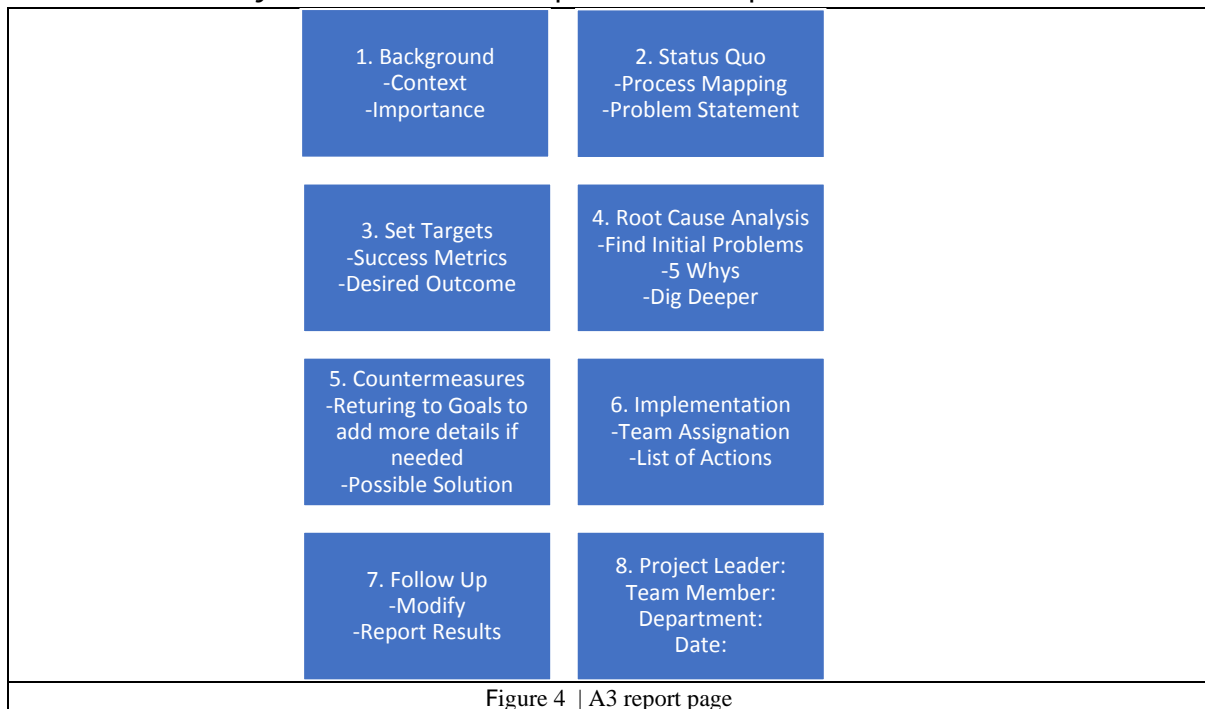 1. Background
-Context
-Importance
2. Status Quo
-Process Mapping
-Problem Statement
3. Set Targets
-Success Metrics
-Desired Outcome
4. Root Cause Analysis
-Find Initial Problems
-5 Whys
-Dig Deeper
5. Countermeasures
-Returing to Goals to
add more details if
needed
-Possible Solution
6. Implementation
-Team Assignation
-List of Actions
7. Follow Up
-Modify
-Report Results
8. Project Leader:
Team Member:
Department:
Date:
Figure 4 | A3 report page